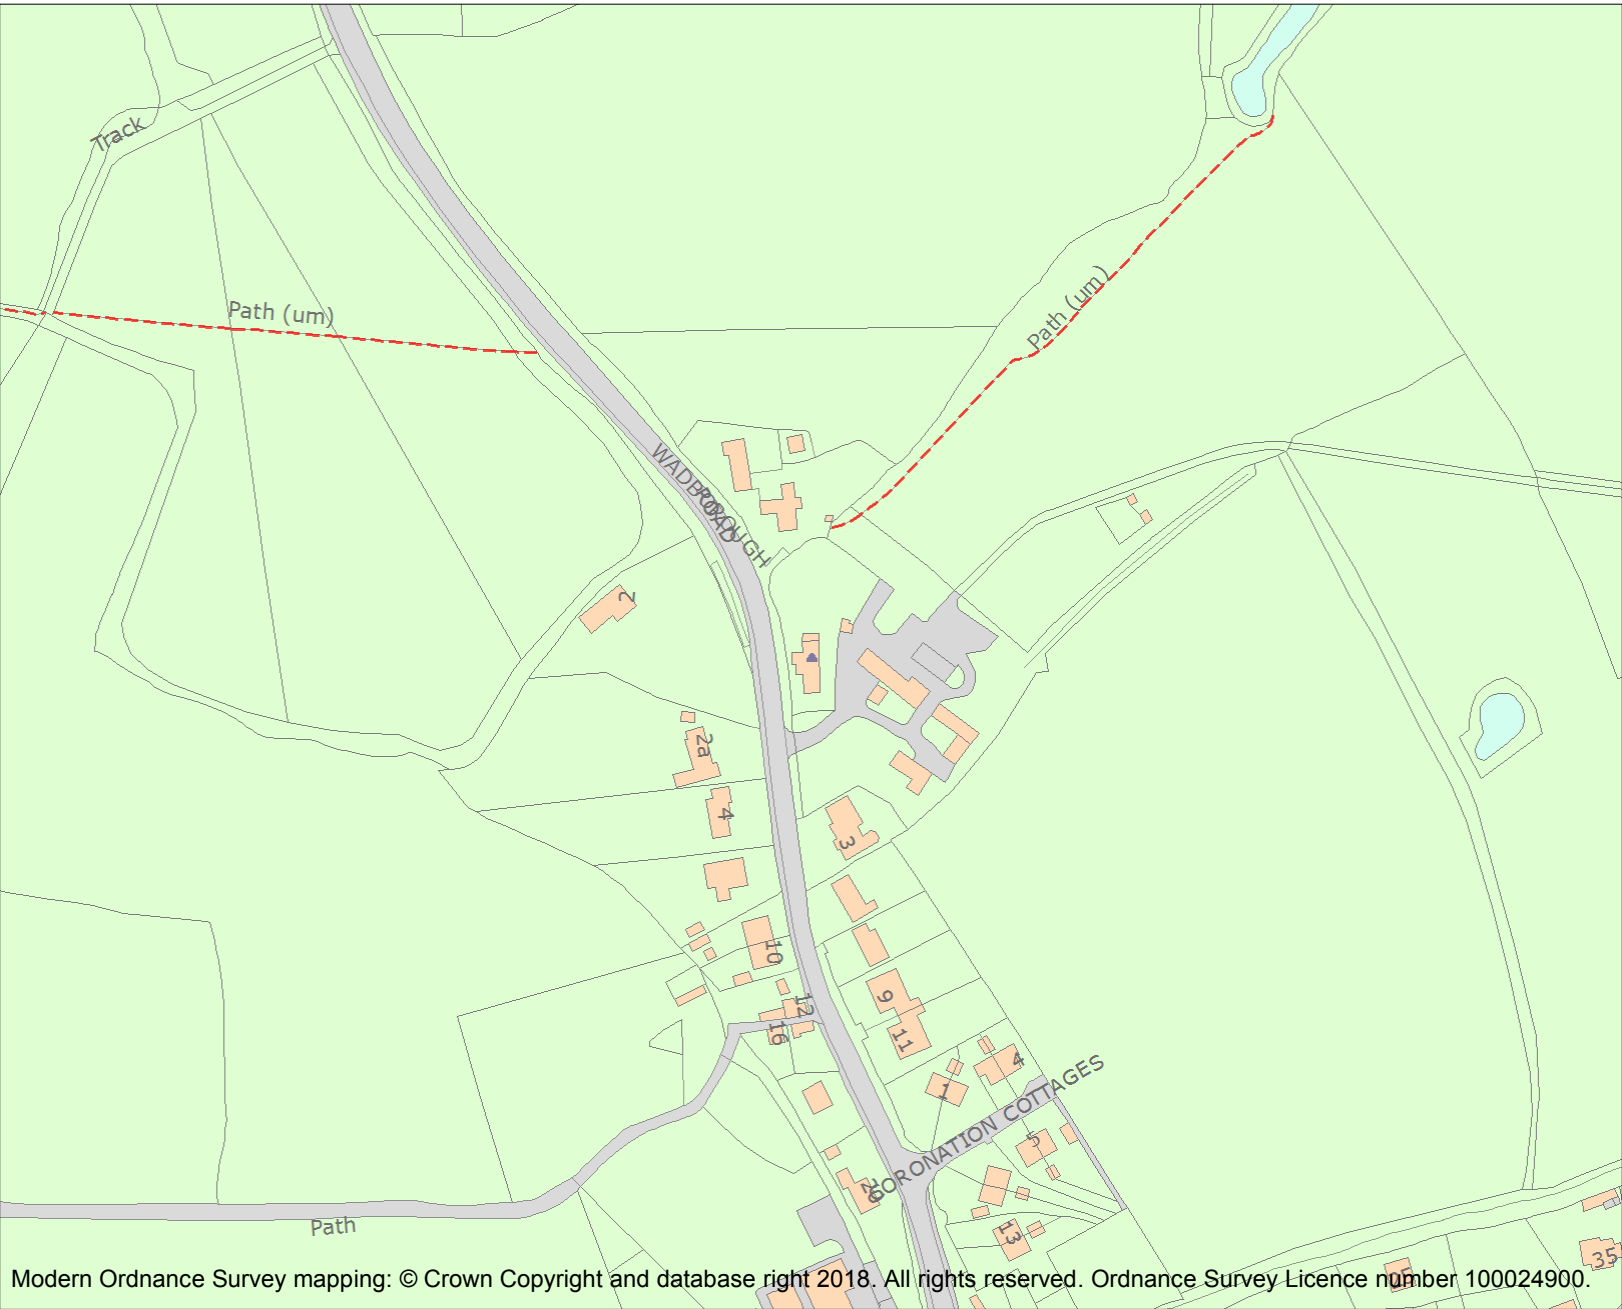 Track
Path (um)
Path (um)
WADBOROUGH
ROAD
2
2a
4
3
10
9
12
16
11
4
1
CORONATION COTTAGES
5
26
13
Path
35
25
Modern Ordnance Survey mapping: © Crown Copyright and database right 2018. All rights reserved. Ordnance Survey Licence number 100024900.